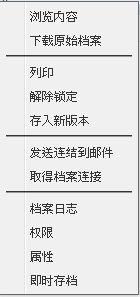 浏览内容
下载原始档案
列印
解除锁定
存入新版本
发送连结到邮件
取得档案连接
档案日志
权限
属性
即时存档